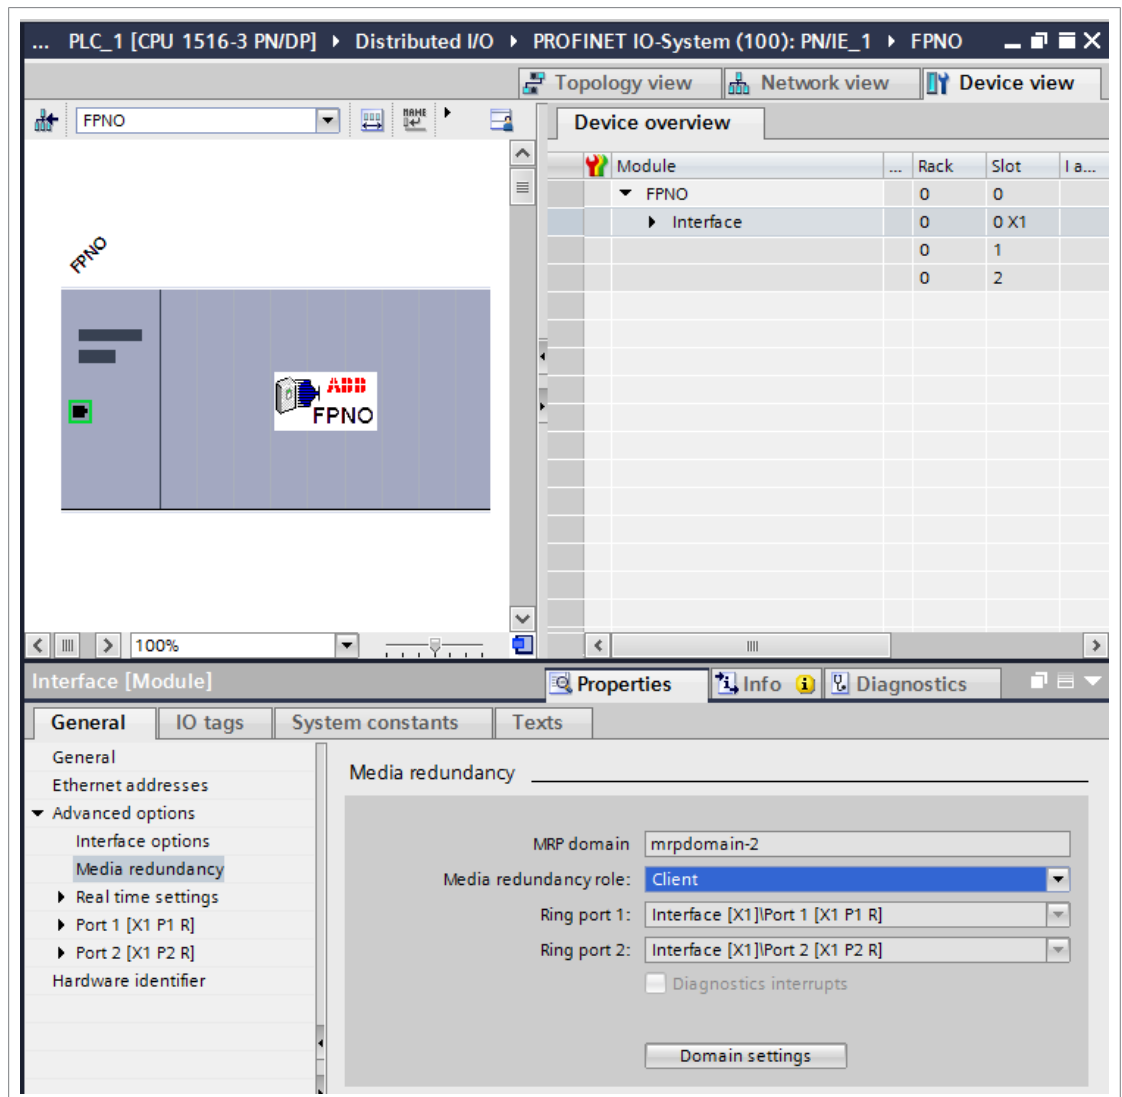 ... PLC_1 [CPU 1516-3 PN/DP] Distributed I/O PROFINET IO-System (100): PN/IE_1 FPNO
Topology view Network view Device view
FPNO
NAME
Device overview
Module ... Rack Slot I a...
FPNO 0 0
Interface 0 0 X1
0 1
0 2
FPNO
ABB
FPNO
100%
Interface [Module]
Properties Info Diagnostics
General IO tags System constants Texts
General
Ethernet addresses
Advanced options
Interface options
Media redundancy
Real time settings
Port 1 [X1 P1 R]
Port 2 [X1 P2 R]
Hardware identifier
Media redundancy
MRP domain mrpdomain-2
Media redundancy role: Client
Ring port 1: Interface [X1]\Port 1 [X1 P1 R]
Ring port 2: Interface [X1]\Port 2 [X1 P2 R]
Diagnostics interrupts
Domain settings